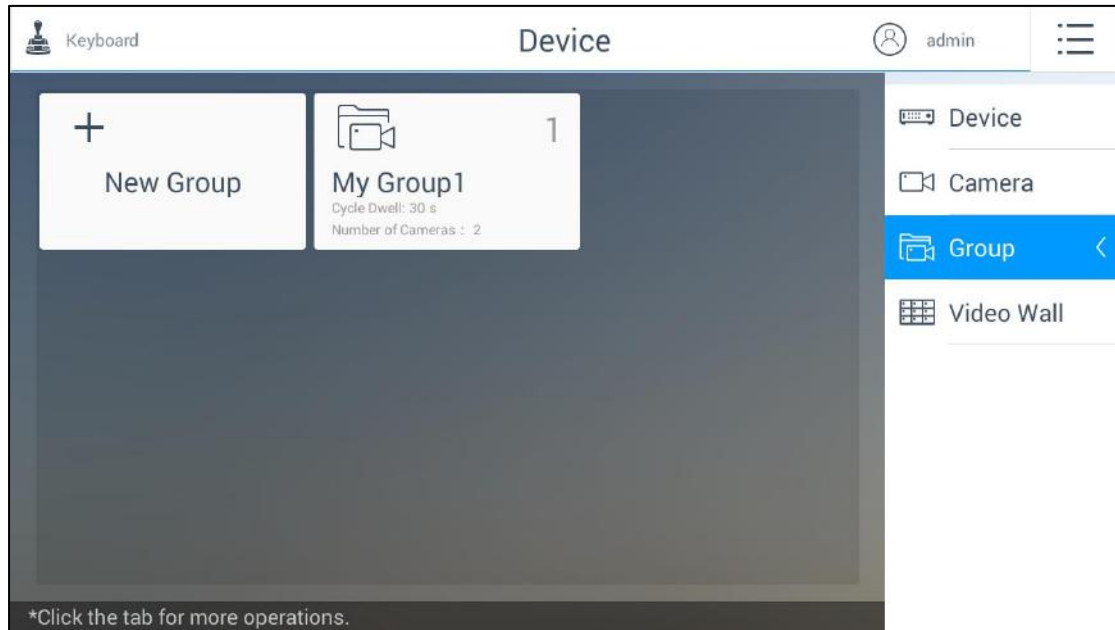 Keyboard
Device
admin
New Group
1
My Group1
Cycle Dwell: 30 s
Number of Cameras : 2
Device
Camera
Group
Video Wall
*Click the tab for more operations.